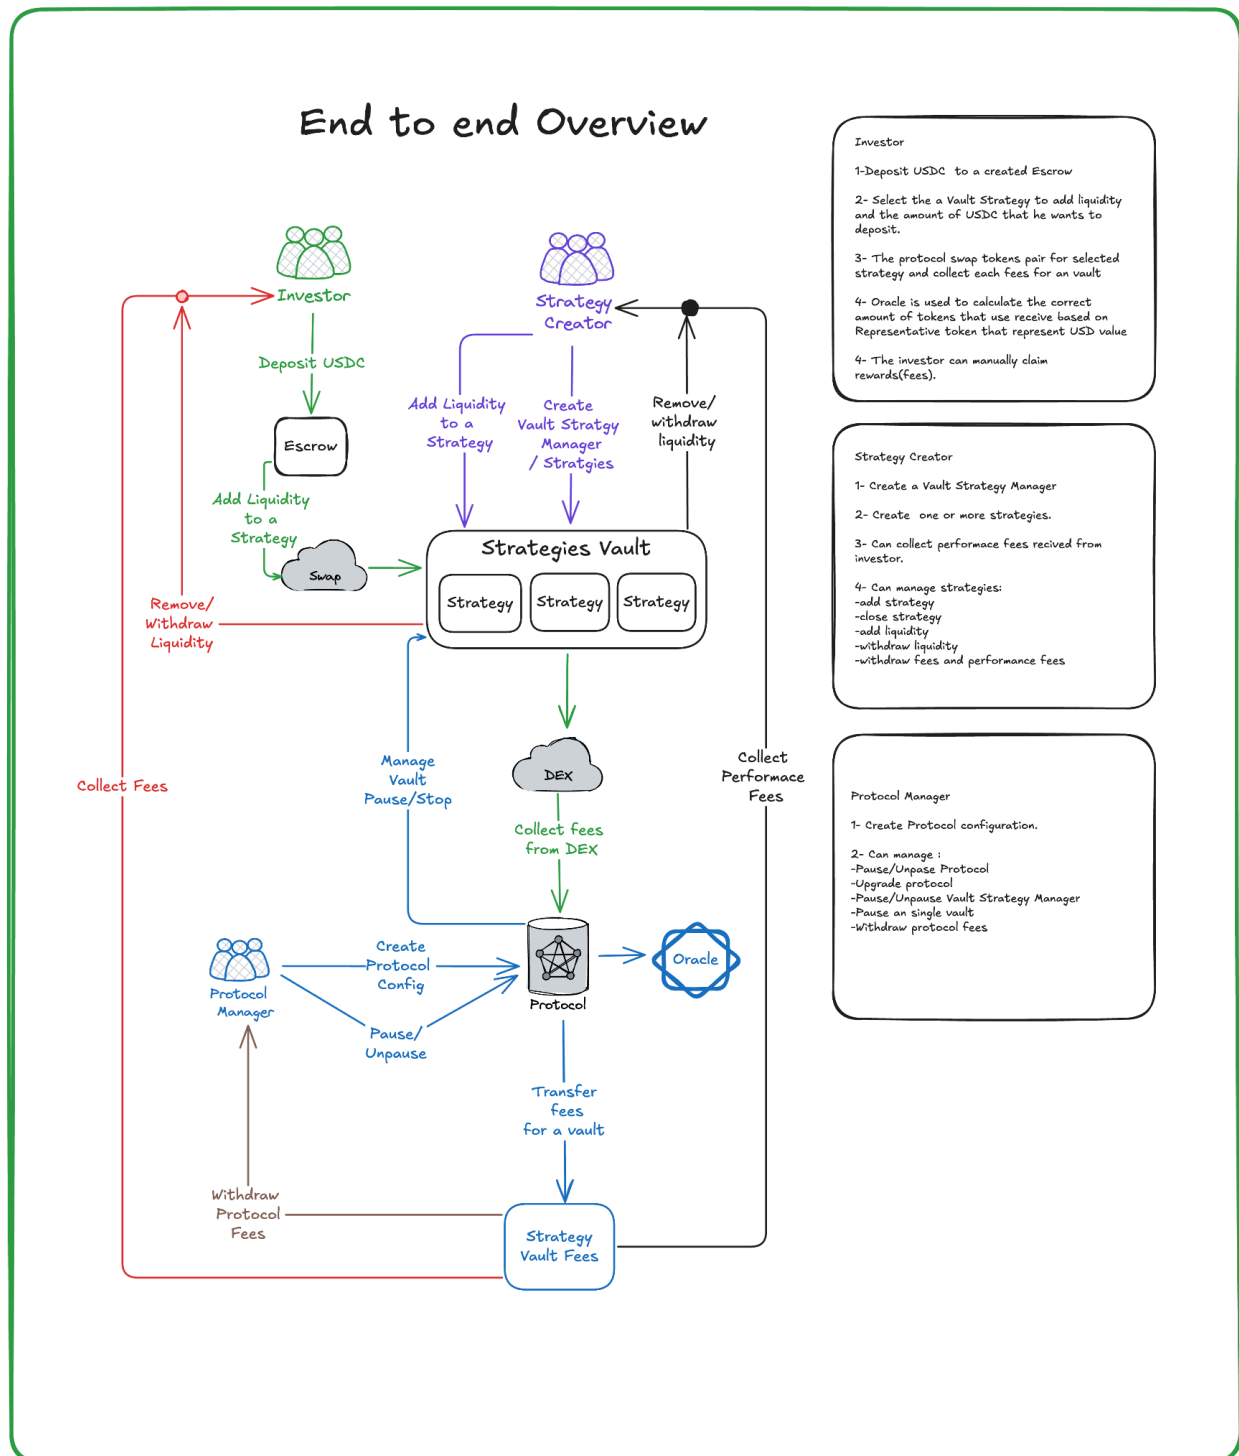 End to end Overview
Investor
Deposit USDC
Escrow
Add Liquidity
to a
Strategy
Swap
Strategy
Creator
Add Liquidity
to a
Strategy
Create
Vault Stratgy
Manager
/ Stratgies
Remove/
withdraw
liquidity
Strategies Vault
Strategy
Strategy
Strategy
Remove/
Withdraw
Liquidity
Collect Fees
Manage
Vault
Pause/Stop
DEX
Collect fees
from DEX
Collect
Performace
Fees
Protocol
Manager
Create
Protocol
Config
Pause/
Unpause
Protocol
Oracle
Transfer
fees
for a vault
Withdraw
Protocol
Fees
Strategy
Vault Fees
Investor
1-Deposit USDC to a created Escrow
2- Select the a Vault Strategy to add liquidity
and the amount of USDC that he wants to
deposit.
3- The protocol swap tokens pair for selected
strategy and collect each fees for an vault
4- Oracle is used to calculate the correct
amount of tokens that use receive based on
Representative token that represent USD value
4- The investor can manually claim
rewards(fees).
Strategy Creator
1- Create a Vault Strategy Manager
2- Create one or more strategies.
3- Can collect performace fees recived from
investor.
4- Can manage strategies:
-add strategy
-close strategy
-add liquidity
-withdraw liquidity
-withdraw fees and performance fees
Protocol Manager
1- Create Protocol configuration.
2- Can manage :
-Pause/Unpase Protocol
-Upgrade protocol
-Pause/Unpause Vault Strategy Manager
-Pause an single vault
-Withdraw protocol fees